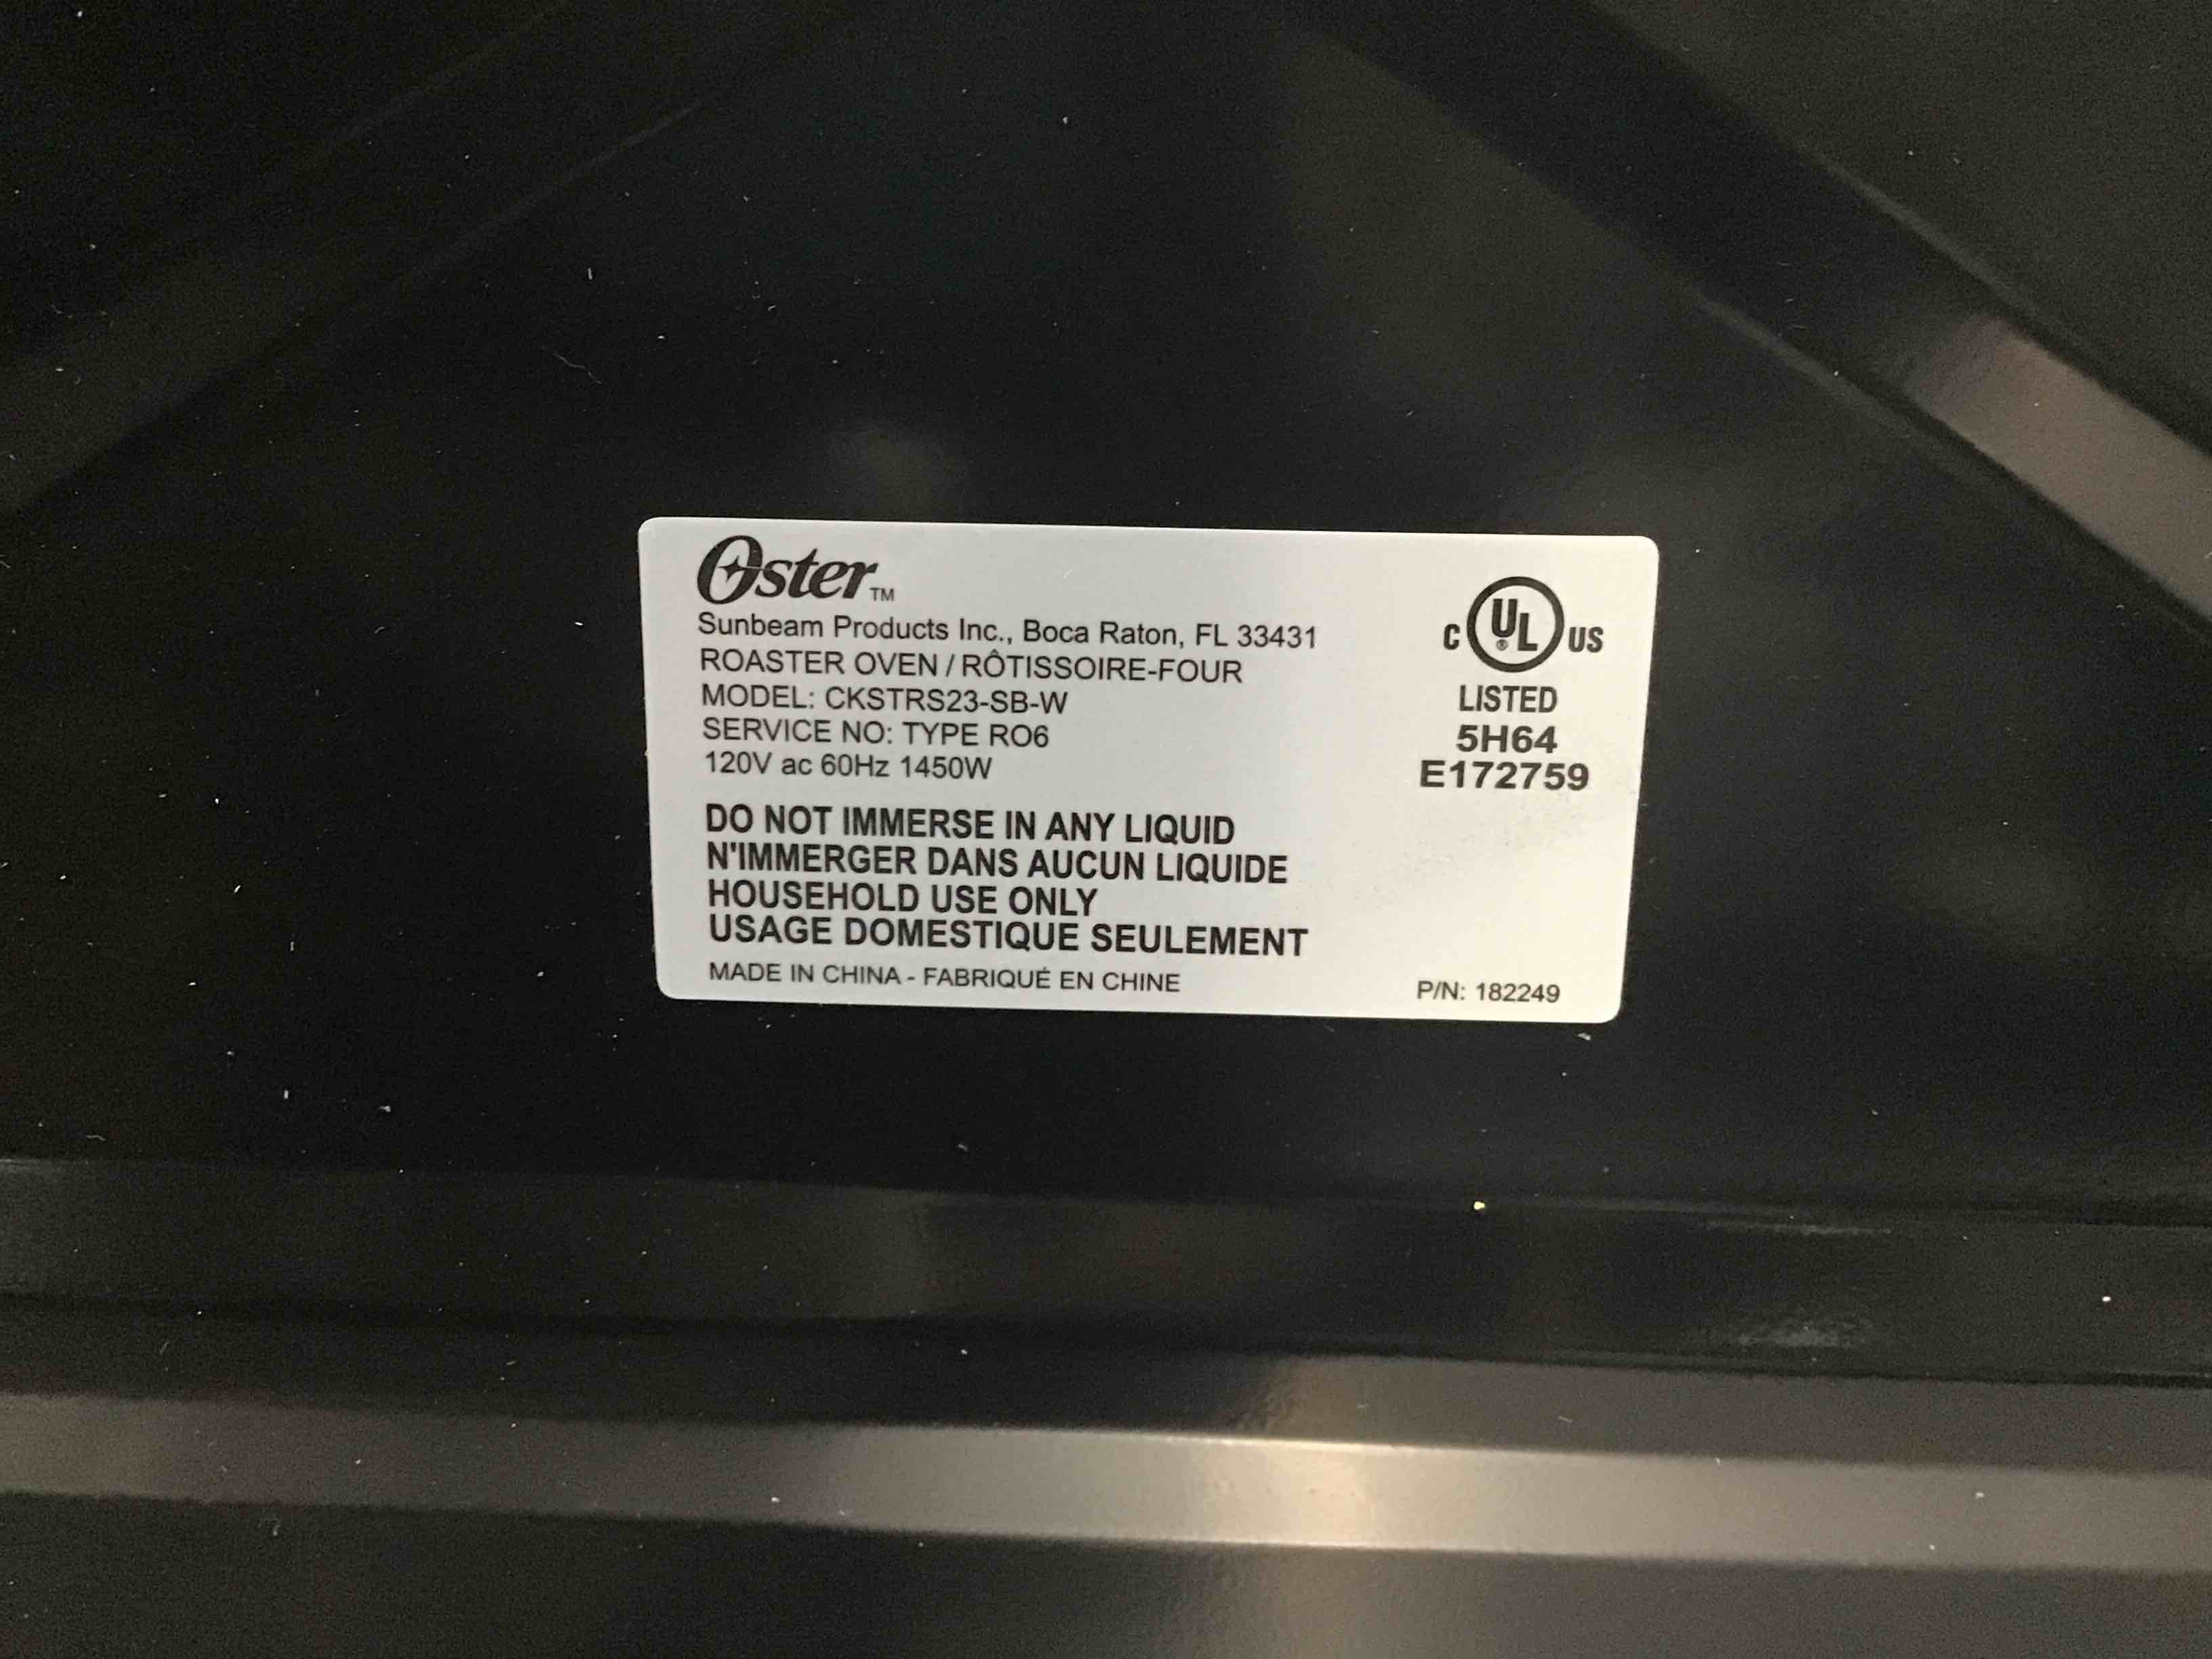 Oster™
Sunbeam Products Inc., Boca Raton, FL 33431
ROASTER OVEN / RÔTISSOIRE-FOUR
MODEL: CKSTRS23-SB-W
SERVICE NO: TYPE RO6
120V ac 60Hz 1450W
DO NOT IMMERSE IN ANY LIQUID
N'IMMERGER DANS AUCUN LIQUIDE
HOUSEHOLD USE ONLY
USAGE DOMESTIQUE SEULEMENT
MADE IN CHINA - FABRIQUÉ EN CHINE
C UL® US
LISTED
5H64
E172759
P/N: 182249